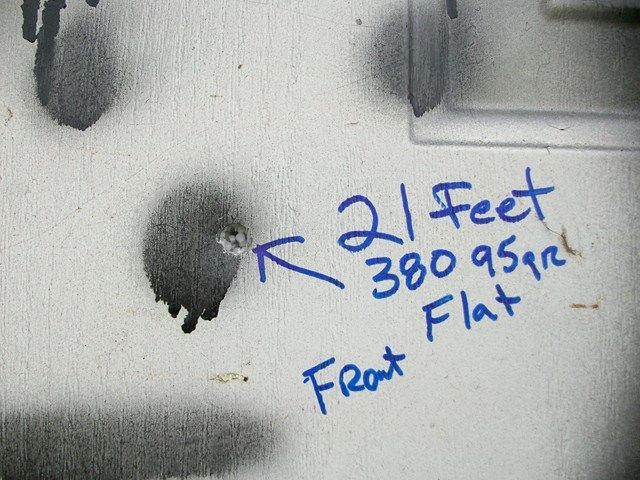 21 Feet
380 95gr
Flat
Front